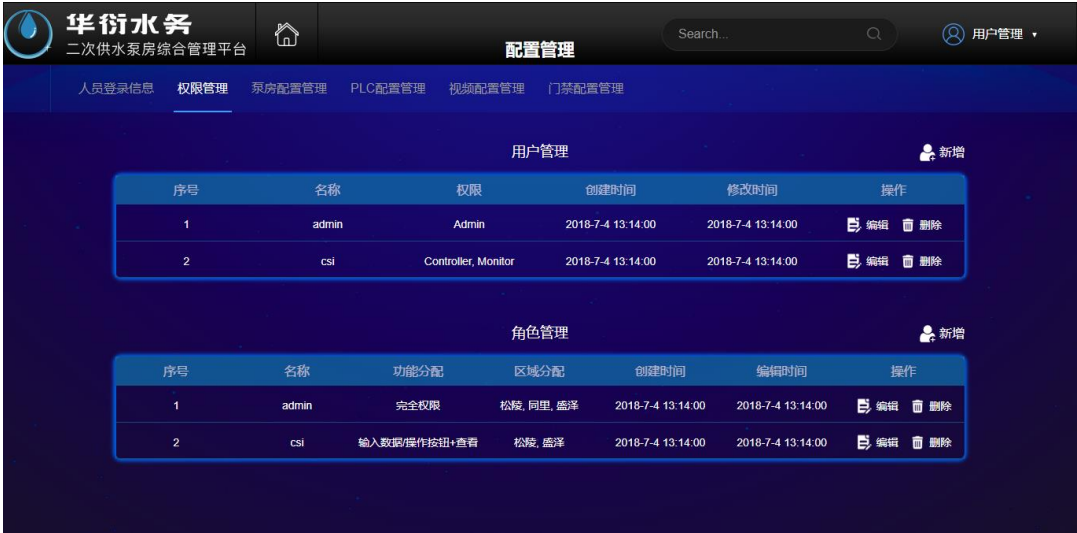 华衍水务
二次供水泵房综合管理平台
配置管理
Search...
用户管理
人员登录信息 权限管理 泵房配置管理 PLC配置管理 视频配置管理 门禁配置管理
用户管理
新增
序号 名称 权限 创建时间 修改时间 操作
1 admin Admin 2018-7-4 13:14:00 2018-7-4 13:14:00 编辑 删除
2 csi Controller, Monitor 2018-7-4 13:14:00 2018-7-4 13:14:00 编辑 删除
角色管理
新增
序号 名称 功能分配 区域分配 创建时间 编辑时间 操作
1 admin 完全权限 松陵, 同里, 盛泽 2018-7-4 13:14:00 2018-7-4 13:14:00 编辑 删除
2 csi 输入数据/操作按钮+查看 松陵, 盛泽 2018-7-4 13:14:00 2018-7-4 13:14:00 编辑 删除